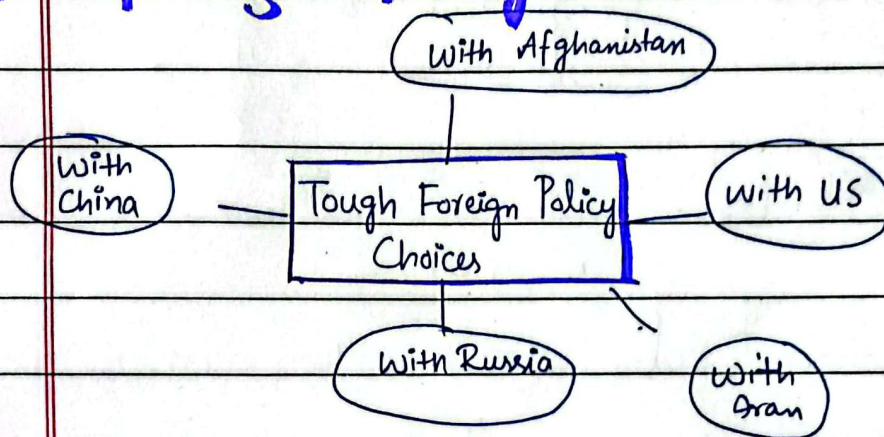 With Afghanistan
With
China
Tough Foreign Policy
Choices
with US
With Russia
With
Iran